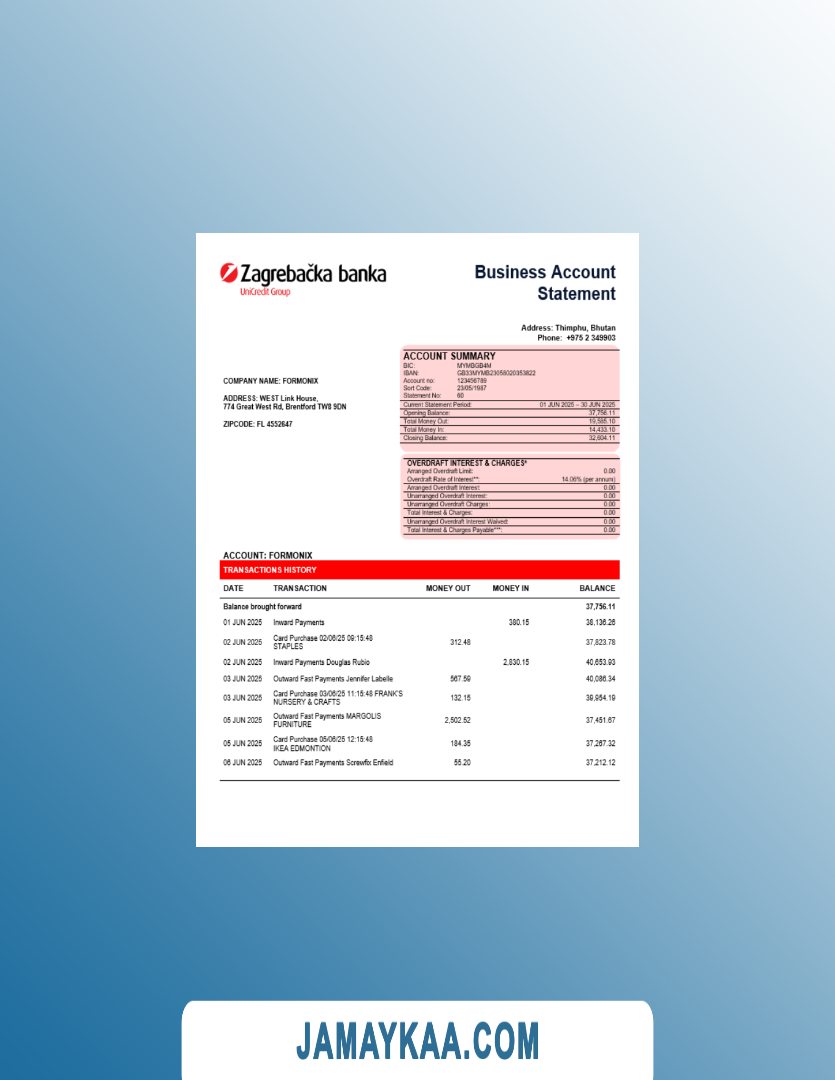 Zagrebačka banka
UniCredit Group
Business Account
Statement
Address: Thimphu, Bhutan
Phone: +975 2 349903
COMPANY NAME: FORMONIX
ADDRESS: WEST Link House,
774 Great West Rd, Brentford TW8 9DN
ZIPCODE: FL 4552647
ACCOUNT SUMMARY
BIC: MYMBGB4M
IBAN: GB33MYMB23058020353822
Account no: 123456789
Sort Code: 23/05/1987
Statement No: 60
Current Statement Period: 01 JUN 2025 – 30 JUN 2025
Opening Balance: 37,756.11
Total Money Out: 19,585.10
Total Money In: 14,433.10
Closing Balance: 32,604.11
OVERDRAFT INTEREST & CHARGES*
Arranged Overdraft Limit: 0.00
Overdraft Rate of Interest**: 14.06% (per annum)
Arranged Overdraft Interest: 0.00
Unarranged Overdraft Interest: 0.00
Unarranged Overdraft Charges: 0.00
Total Interest & Charges: 0.00
Unarranged Overdraft Interest Waived: 0.00
Total Interest & Charges Payable***: 0.00
ACCOUNT: FORMONIX
TRANSACTIONS HISTORY
DATE TRANSACTION MONEY OUT MONEY IN BALANCE
Balance brought forward 37,756.11
01 JUN 2025 Inward Payments 380.15 38,136.26
02 JUN 2025 Card Purchase 02/06/25 09:15:48 STAPLES 312.48 37,823.78
02 JUN 2025 Inward Payments Douglas Rubio 2,830.15 40,653.93
03 JUN 2025 Outward Fast Payments Jennifer Labelle 567.59 40,086.34
03 JUN 2025 Card Purchase 03/06/25 11:15:48 FRANK'S NURSERY & CRAFTS 132.15 39,954.19
05 JUN 2025 Outward Fast Payments MARGOLIS FURNITURE 2,502.52 37,451.67
05 JUN 2025 Card Purchase 05/06/25 12:15:48 IKEA EDMONTION 184.35 37,267.32
06 JUN 2025 Outward Fast Payments Screwfix Enfield 55.20 37,212.12
JAMAYKAA.COM